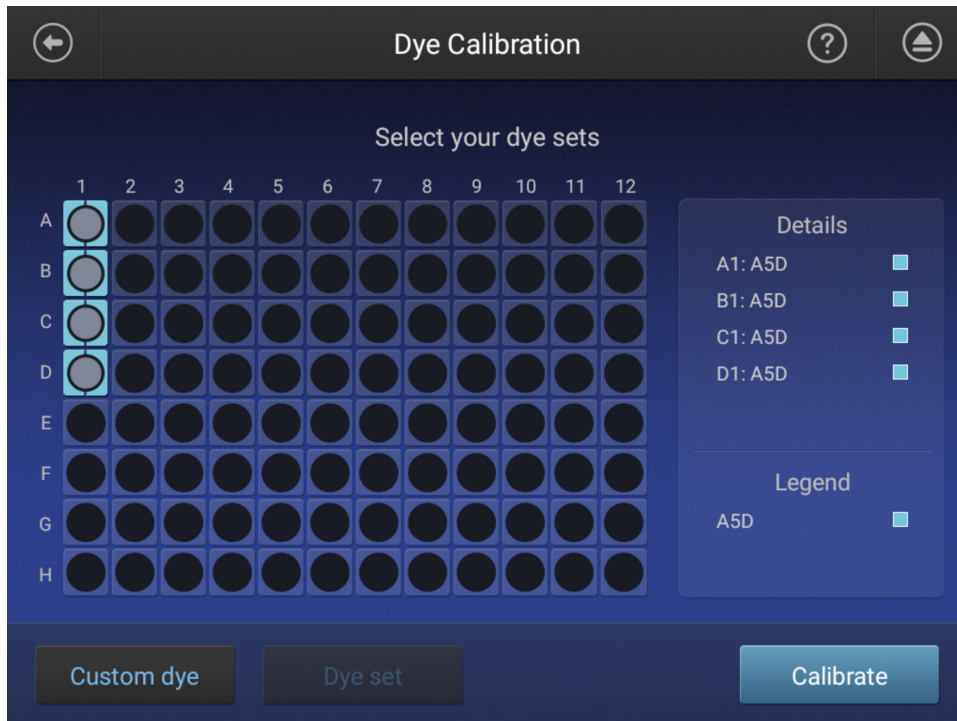 Dye Calibration
?
Select your dye sets
1 2 3 4 5 6 7 8 9 10 11 12
A
B
C
D
E
F
G
H
Details
A1: A5D
B1: A5D
C1: A5D
D1: A5D
Legend
A5D
Custom dye
Dye set
Calibrate